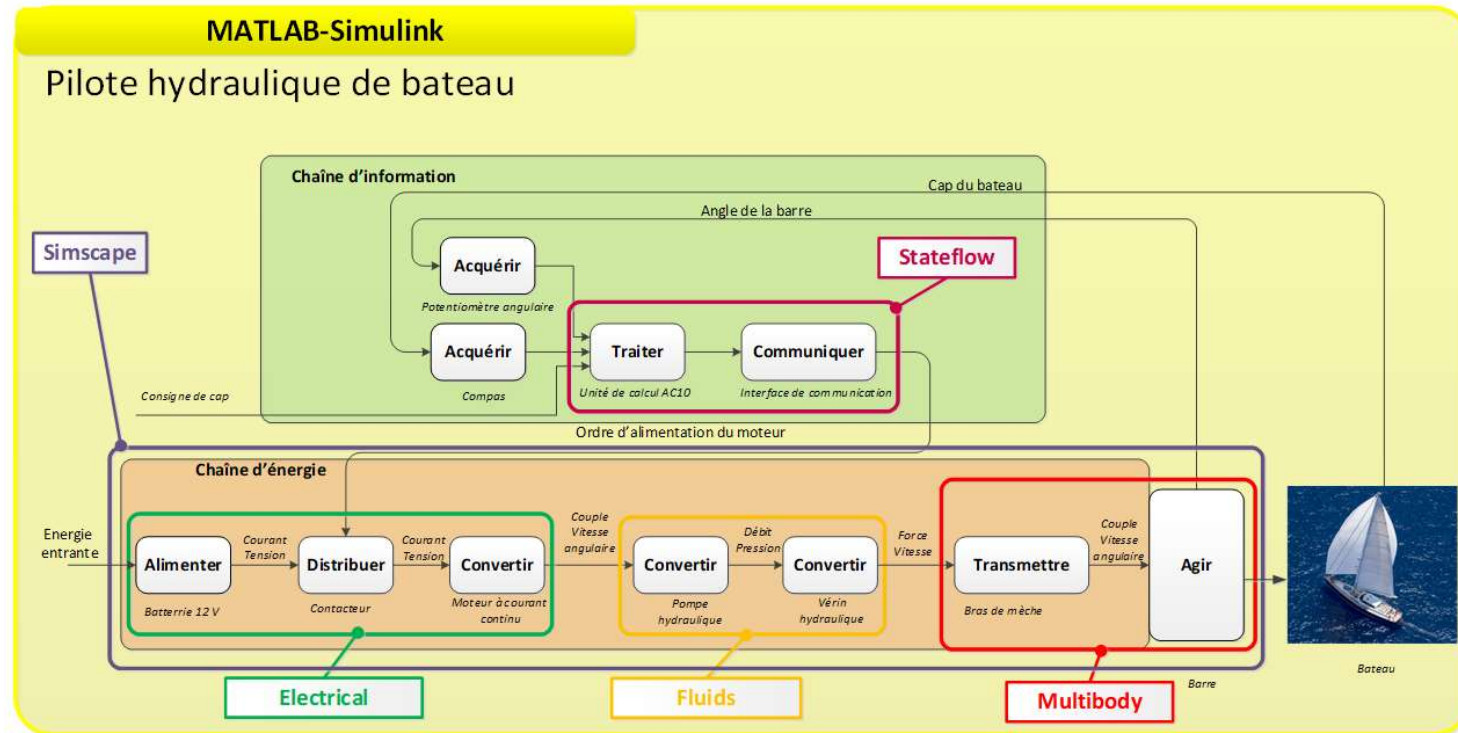 MATLAB-Simulink
Pilote hydraulique de bateau
Chaîne d'information
Cap du bateau
Angle de la barre
Simscape
Stateflow
Acquérir
Potentiomètre angulaire
Acquérir
Traiter
Communiquer
Consigne de cap
Compas
Unité de calcul AC10
Interface de communication
Ordre d'alimentation du moteur
Chaîne d'énergie
Energie
entrante
Alimenter
Batterrie 12 V
Courant
Tension
Distribuer
Contacteur
Courant
Tension
Convertir
Moteur à courant
continu
Couple
Vitesse
angulaire
Convertir
Pompe
hydraulique
Débit
Pression
Convertir
Vérin
hydraulique
Force
Vitesse
Transmettre
Bras de mèche
Couple
Vitesse
angulaire
Agir
Barre
Bateau
Electrical
Fluids
Multibody